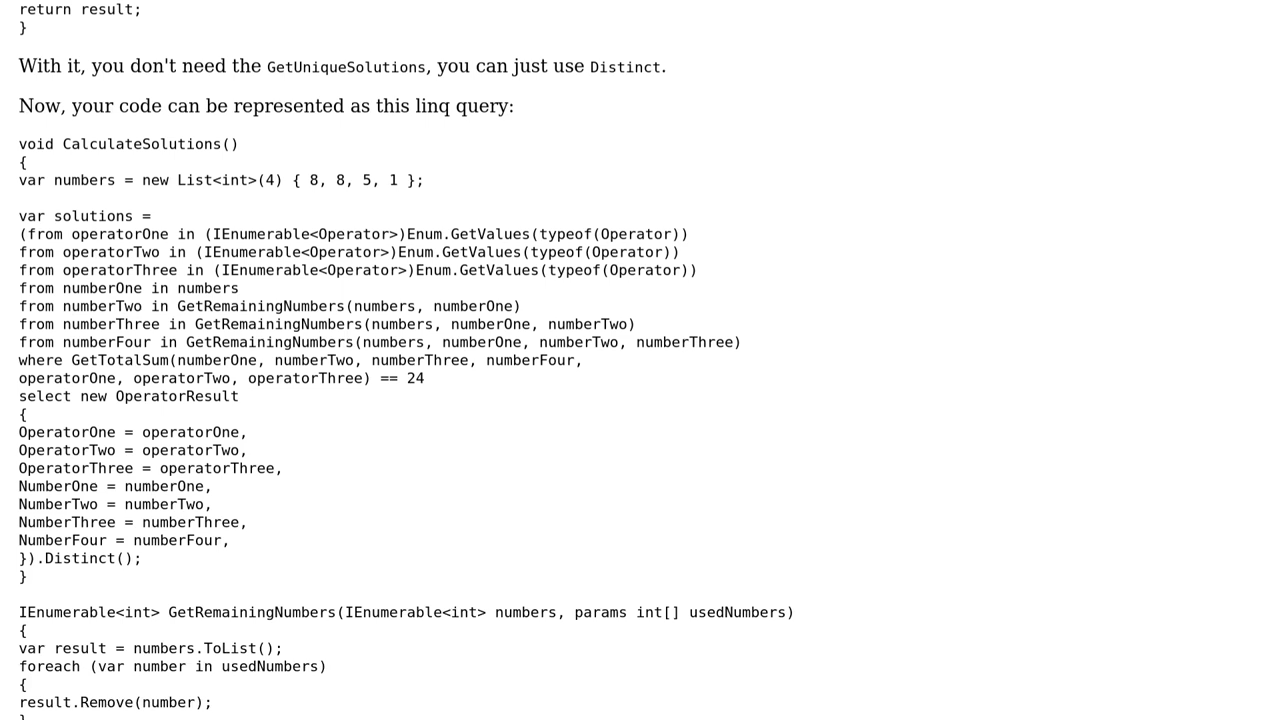 return result;
}
With it, you don't need the GetUniqueSolutions, you can just use Distinct.
Now, your code can be represented as this linq query:
void CalculateSolutions()
{
var numbers = new List<int>(4) { 8, 8, 5, 1 };
var solutions =
(from operatorOne in (IEnumerable<Operator>)Enum.GetValues(typeof(Operator))
from operatorTwo in (IEnumerable<Operator>)Enum.GetValues(typeof(Operator))
from operatorThree in (IEnumerable<Operator>)Enum.GetValues(typeof(Operator))
from numberOne in numbers
from numberTwo in GetRemainingNumbers(numbers, numberOne)
from numberThree in GetRemainingNumbers(numbers, numberOne, numberTwo)
from numberFour in GetRemainingNumbers(numbers, numberOne, numberTwo, numberThree)
where GetTotalSum(numberOne, numberTwo, numberThree, numberFour,
operatorOne, operatorTwo, operatorThree) == 24
select new OperatorResult
{
OperatorOne = operatorOne,
OperatorTwo = operatorTwo,
OperatorThree = operatorThree,
NumberOne = numberOne,
NumberTwo = numberTwo,
NumberThree = numberThree,
NumberFour = numberFour,
}).Distinct();
}
IEnumerable<int> GetRemainingNumbers(IEnumerable<int> numbers, params int[] usedNumbers)
{
var result = numbers.ToList();
foreach (var number in usedNumbers)
{
result.Remove(number);
}